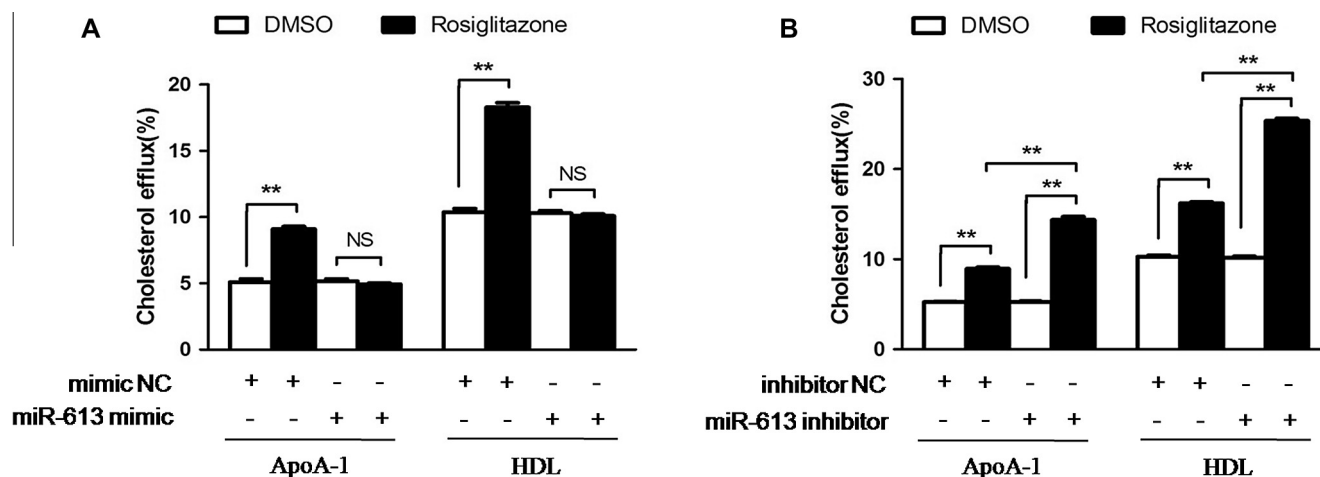 A
DMSO Rosiglitazone
Cholesterol efflux(%)
20
15
10
5
0
**
NS
**
NS
mimic NC + + - - + + - -
miR-613 mimic - - + + - - + +
ApoA-1 HDL
B
DMSO Rosiglitazone
Cholesterol efflux(%)
30
20
10
0
**
**
**
**
**
**
inhibitor NC + + - - + + - -
miR-613 inhibitor - - + + - - + +
ApoA-1 HDL